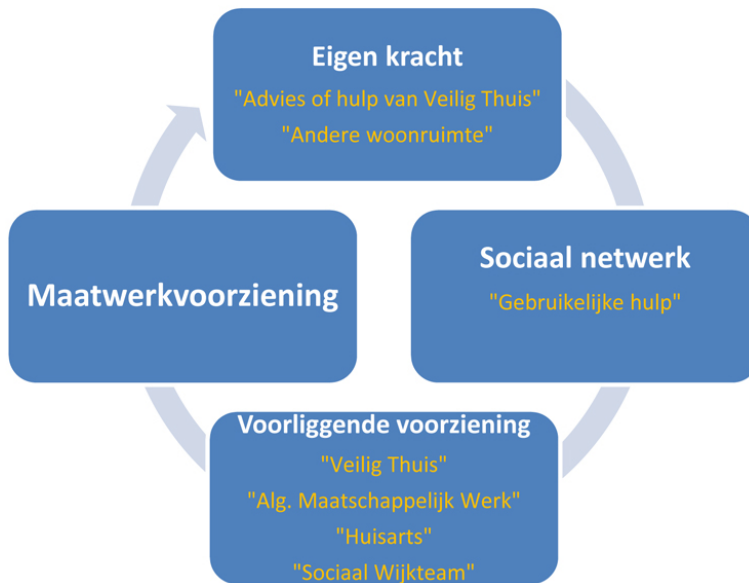 Eigen kracht
"Advies of hulp van Veilig Thuis"
"Andere woonruimte"
Sociaal netwerk
"Gebruikelijke hulp"
Voorliggende voorziening
"Veilig Thuis"
"Alg. Maatschappelijk Werk"
"Huisarts"
"Sociaal Wijkteam"
Maatwerkvoorziening